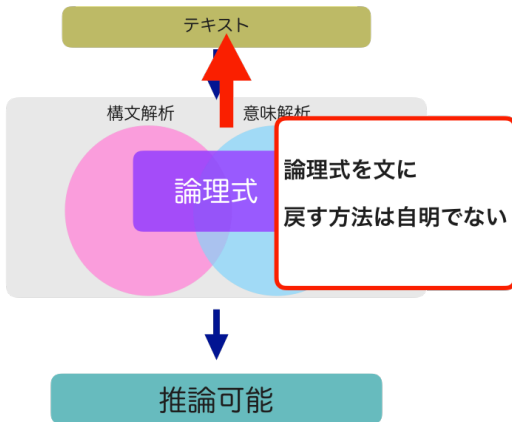 テキスト
構文解析
意味解析
論理式
論理式を文に
戻す方法は自明でない
推論可能